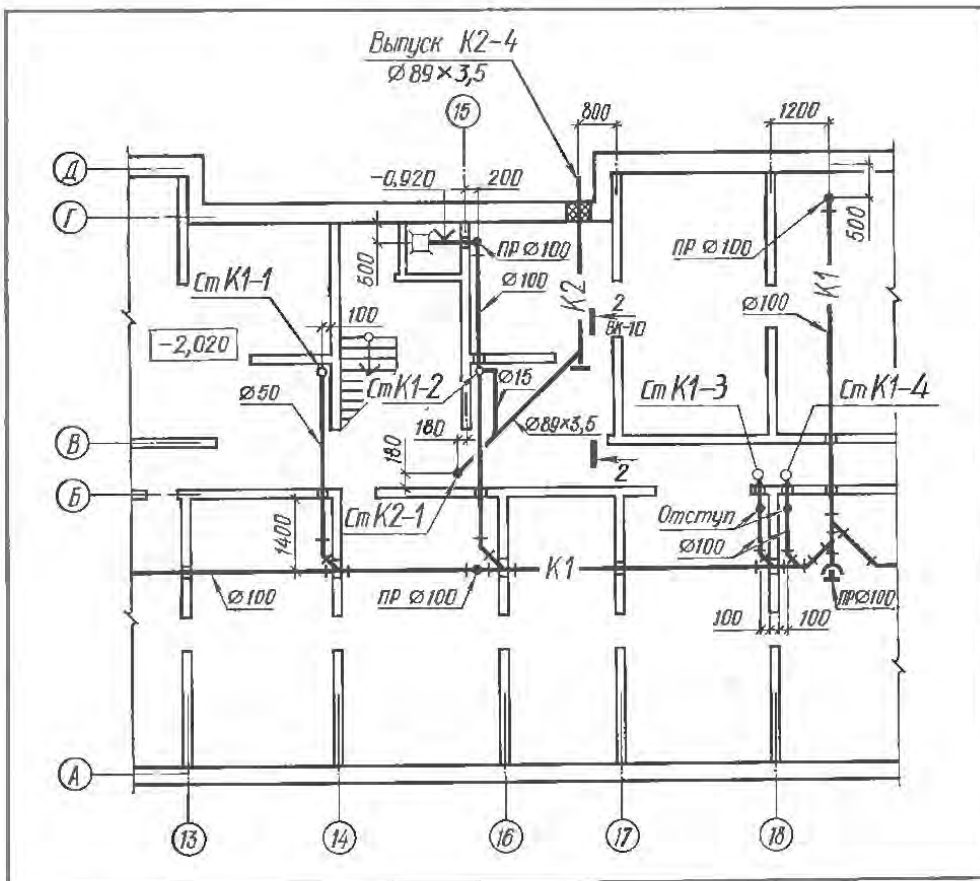 Выпуск К2-4
Ø89×3,5
15
800
1200
Д
-0,920
200
Г
500
ПР Ø100
ПР Ø100
500
Ст К1-1
Ø100
К2
К1
2
ВК-10
Ø100
100
-2,020
Ст К1-2
Ø15
Ст К1-3
Ст К1-4
Ø50
180
Ø89×3,5
В
180
2
Б
Ст К2-1
Отступ
1400
Ø100
К1
Ø100
ПР Ø100
ПР Ø100
100
100
А
13
14
16
17
18